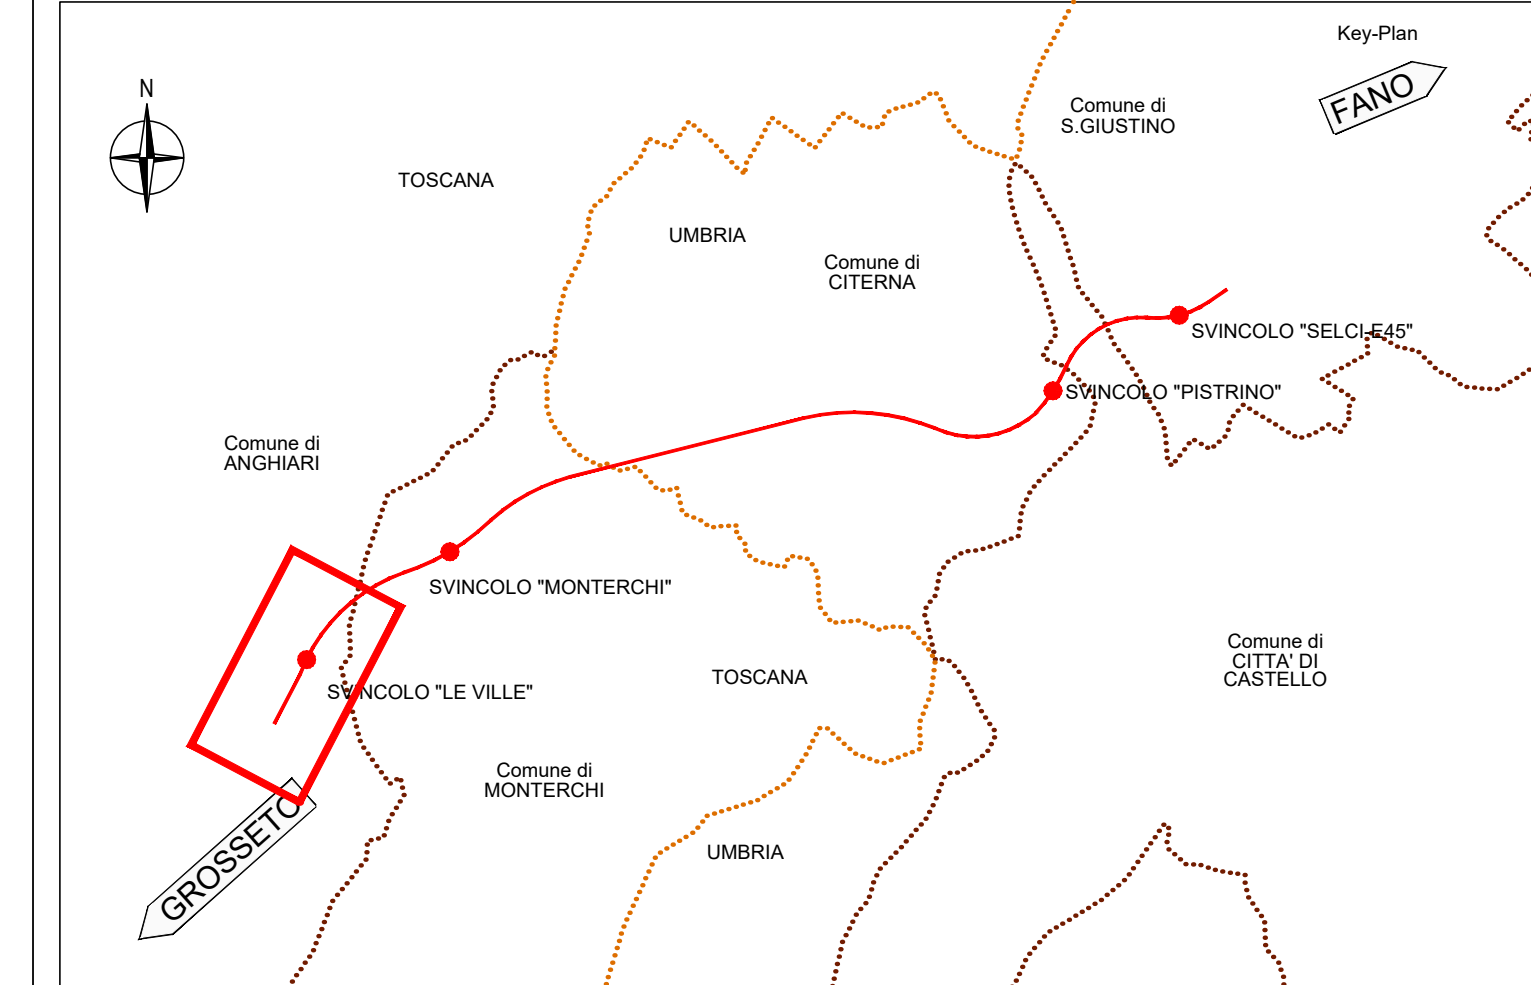 Key-Plan
N
FANO
Comune di
S.GIUSTINO
TOSCANA
UMBRIA
Comune di
CITERNA
SVINCOLO "SELCI-E45"
SVINCOLO "PISTRINO"
Comune di
ANGHIARI
SVINCOLO "MONTERCHI"
Comune di
CITTA' DI
CASTELLO
TOSCANA
SVINCOLO "LE VILLE"
Comune di
MONTERCHI
GROSSETO
UMBRIA